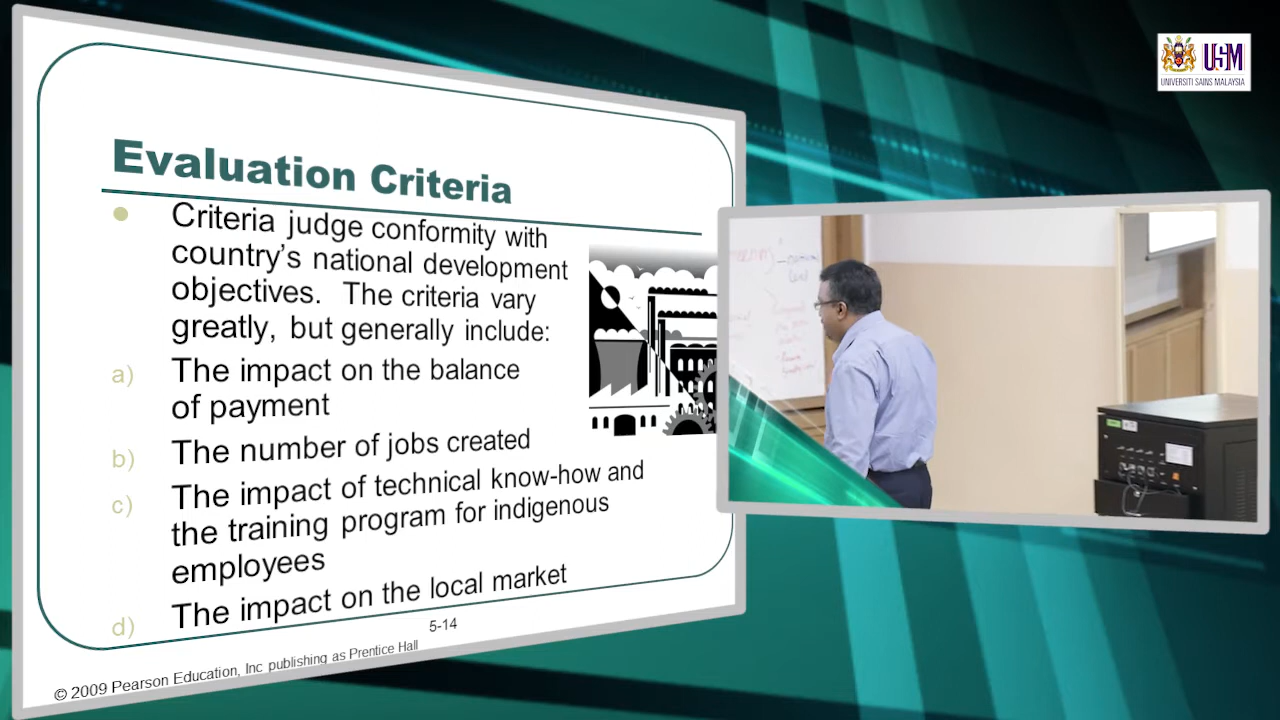 Evaluation Criteria
Criteria judge conformity with
country's national development
objectives. The criteria vary
greatly, but generally include:
a) The impact on the balance
of payment
b) The number of jobs created
c) The impact of technical know-how and
the training program for indigenous
employees
d) The impact on the local market
5-14
© 2009 Pearson Education, Inc publishing as Prentice Hall
USM
UNIVERSITI SAINS MALAYSIA